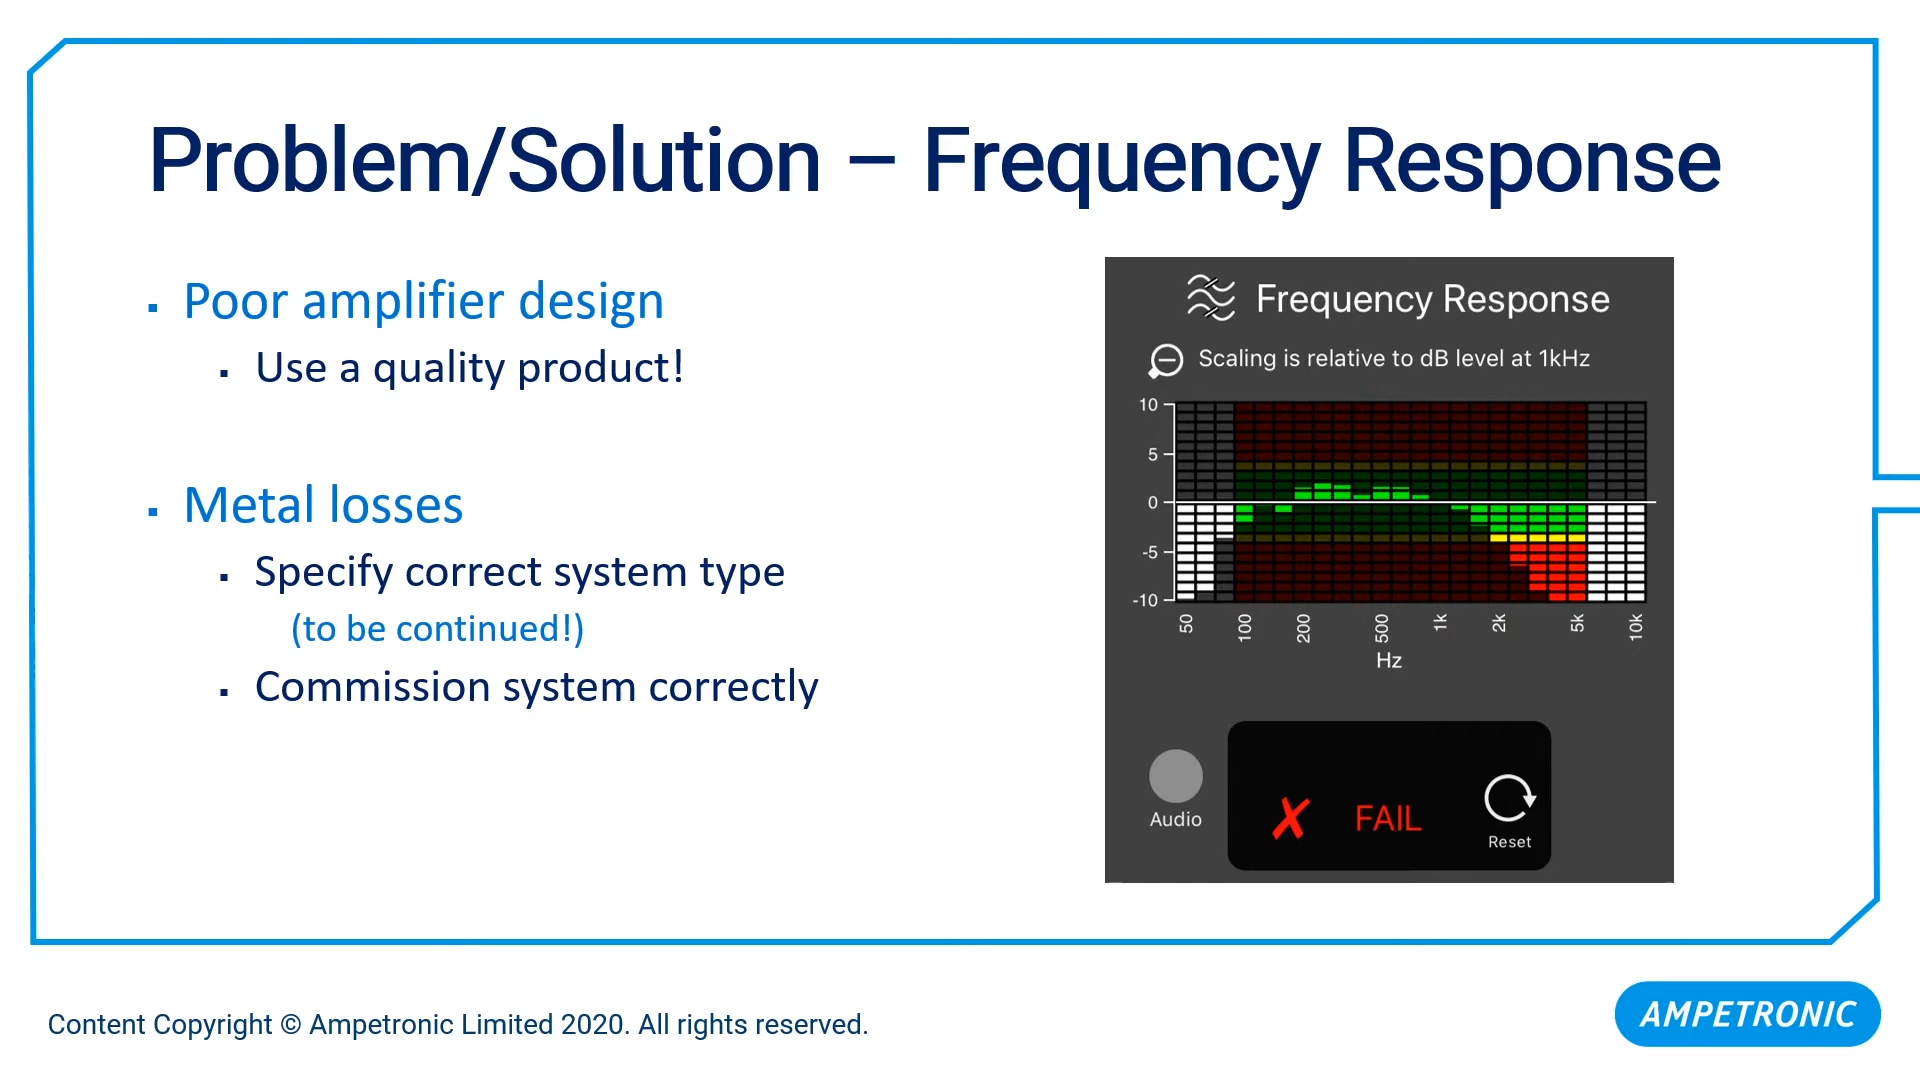 Problem/Solution – Frequency Response
▪ Poor amplifier design
▪ Use a quality product!
▪ Metal losses
▪ Specify correct system type
(to be continued!)
▪ Commission system correctly
Frequency Response
Scaling is relative to dB level at 1kHz
10
5
0
-5
-10
50 100 200 500 1k 2k 5k 10k
Hz
Audio
✗ FAIL
Reset
Content Copyright © Ampetronic Limited 2020. All rights reserved.
AMPETRONIC